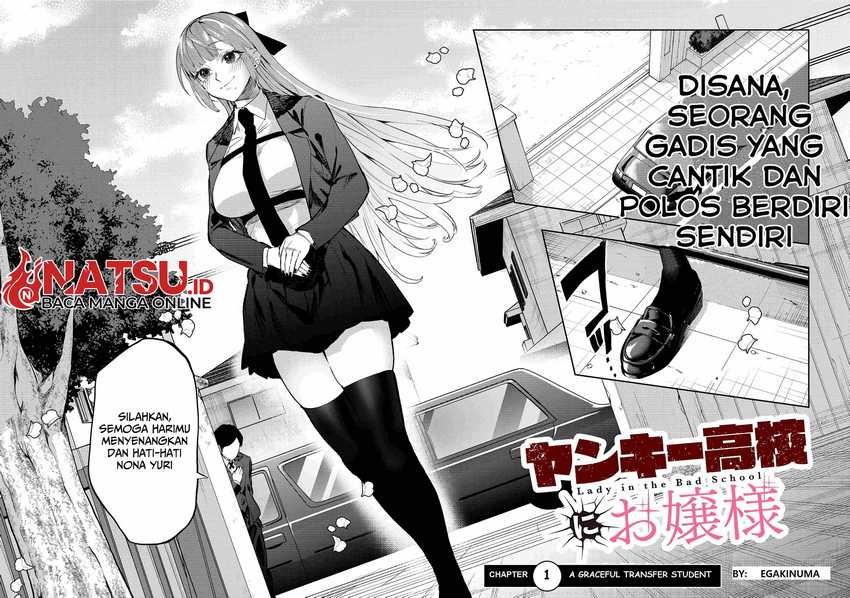 DISANA,
SEORANG
GADIS YANG
CANTIK DAN
POLOS BERDIRI
SENDIRI
NATSU.ID
BACA MANGA ONLINE
SILAHKAN,
SEMOGA HARIMU
MENYENANGKAN
DAN HATI-HATI
NONA YURI
ヤンキー高校
Lady in the Bad School
にお嬢様
CHAPTER 1 A GRACEFUL TRANSFER STUDENT BY: EGAKINUMA